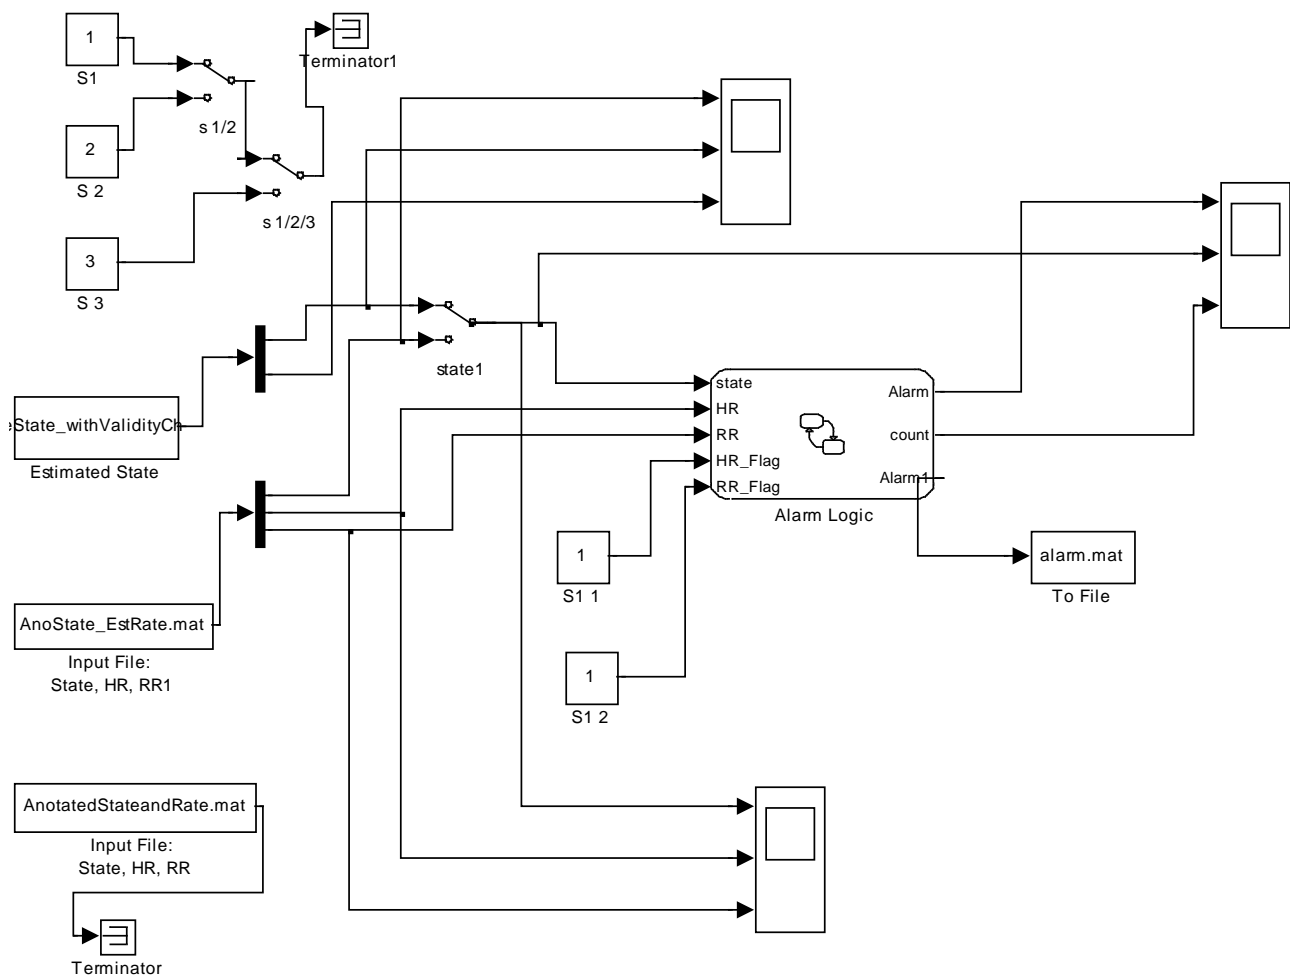 1
S1
Terminator1
s 1/2
2
S 2
s 1/2/3
3
S 3
state1
eState_withValidityCh
Estimated State
state
HR
RR
HR_Flag
RR_Flag
Alarm
count
Alarm1
Alarm Logic
1
S1 1
alarm.mat
To File
AnoState_EstRate.mat
Input File:
State, HR, RR1
1
S1 2
AnotatedStateandRate.mat
Input File:
State, HR, RR
Terminator